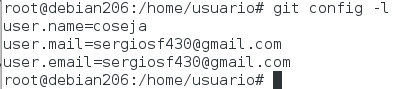 root@debian206:/home/usuario# git config -l
user.name=coseja
user.mail=sergiosf430@gmail.com
user.email=sergiosf430@gmail.com
root@debian206:/home/usuario#